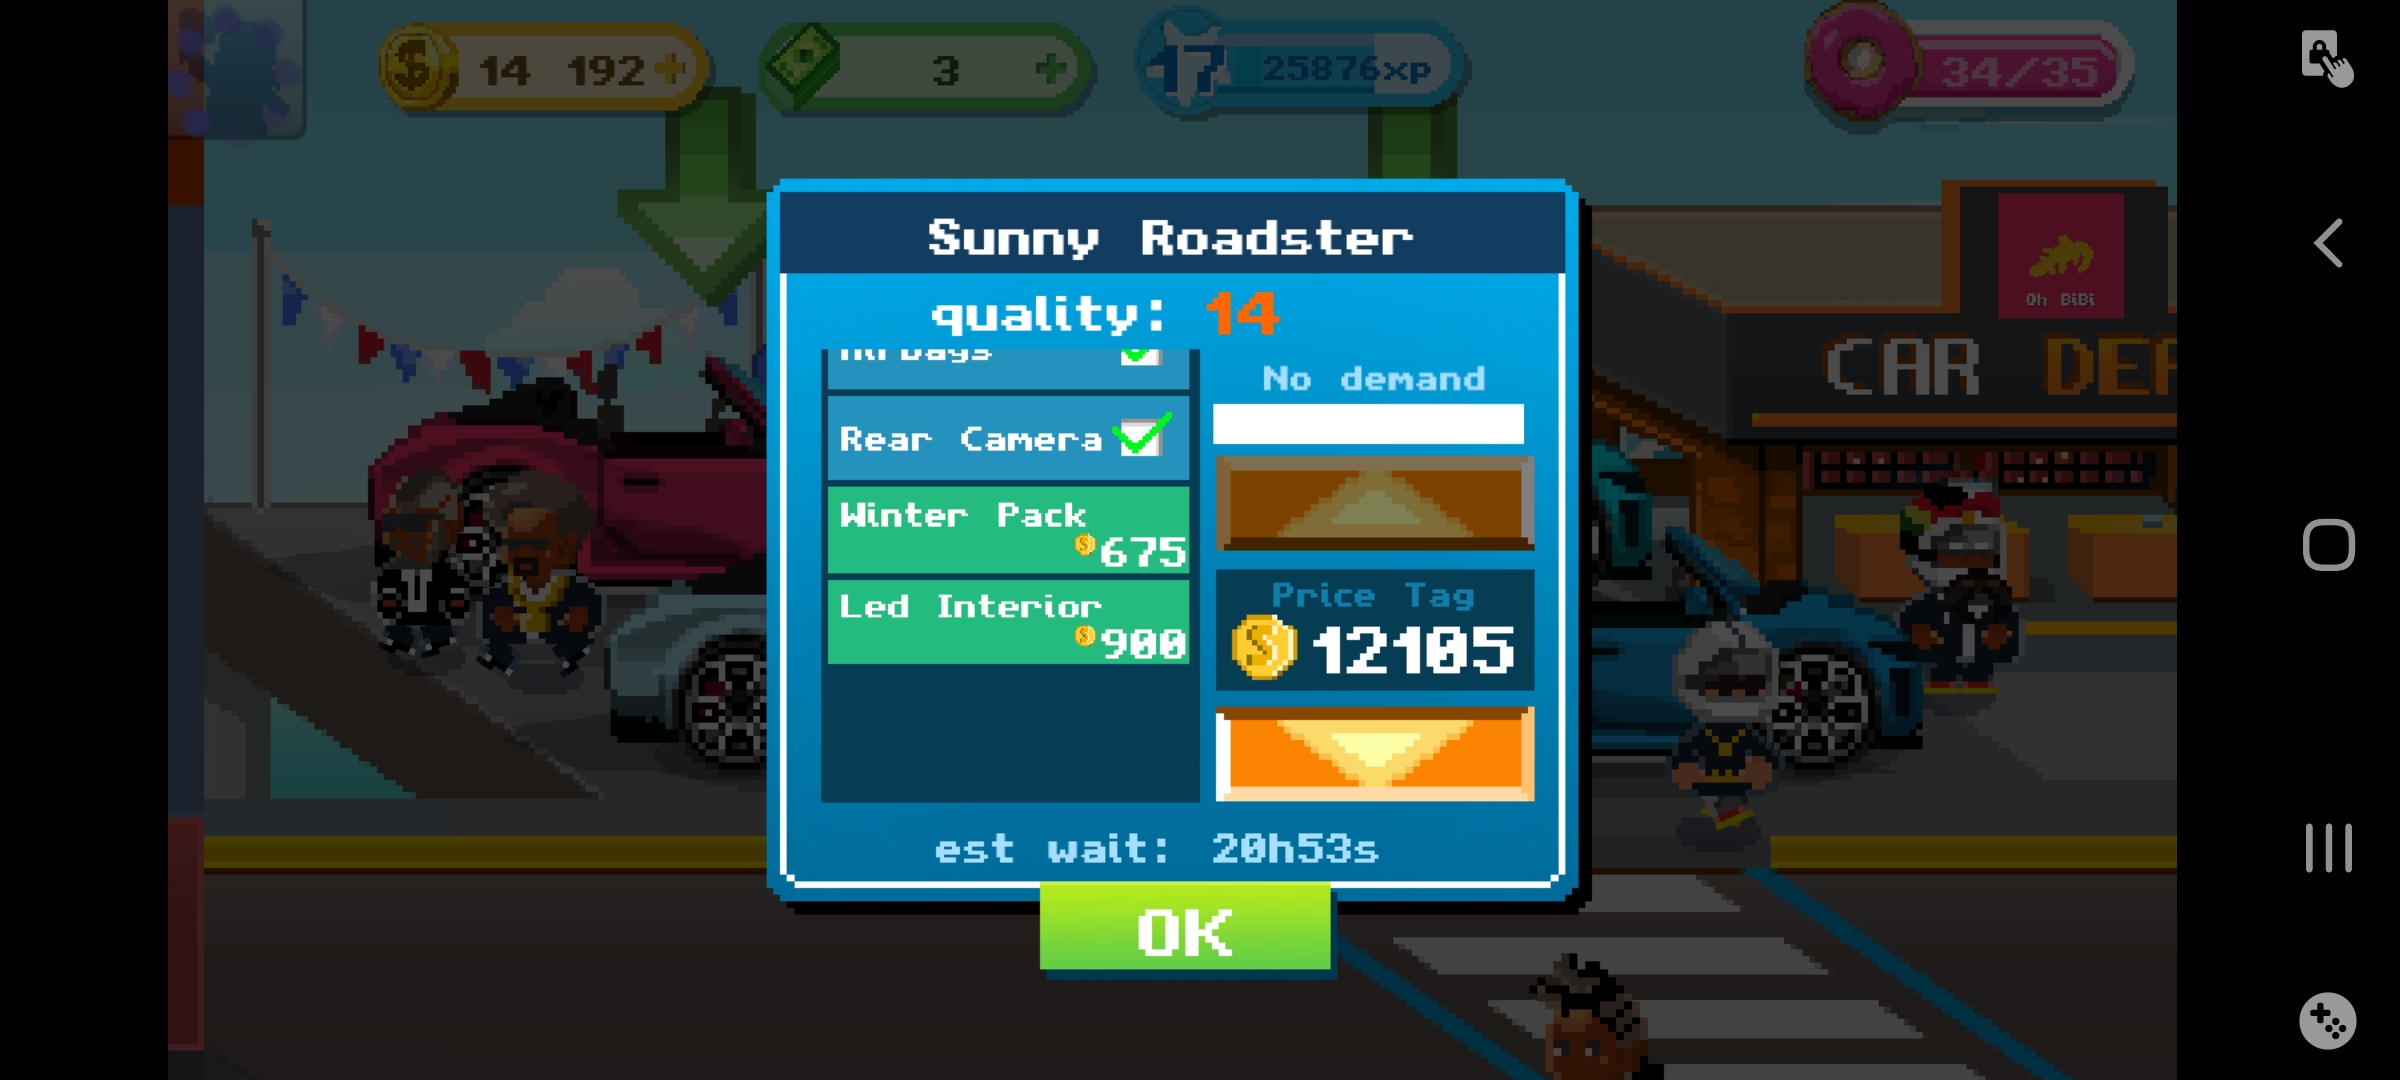 14 192
3
17
25876xp
34/35
Sunny Roadster
quality: 14
Rear Camera
Winter Pack
675
Led Interior
900
No demand
Price Tag
12105
est wait: 20h53s
OK
Oh BiBi
CAR